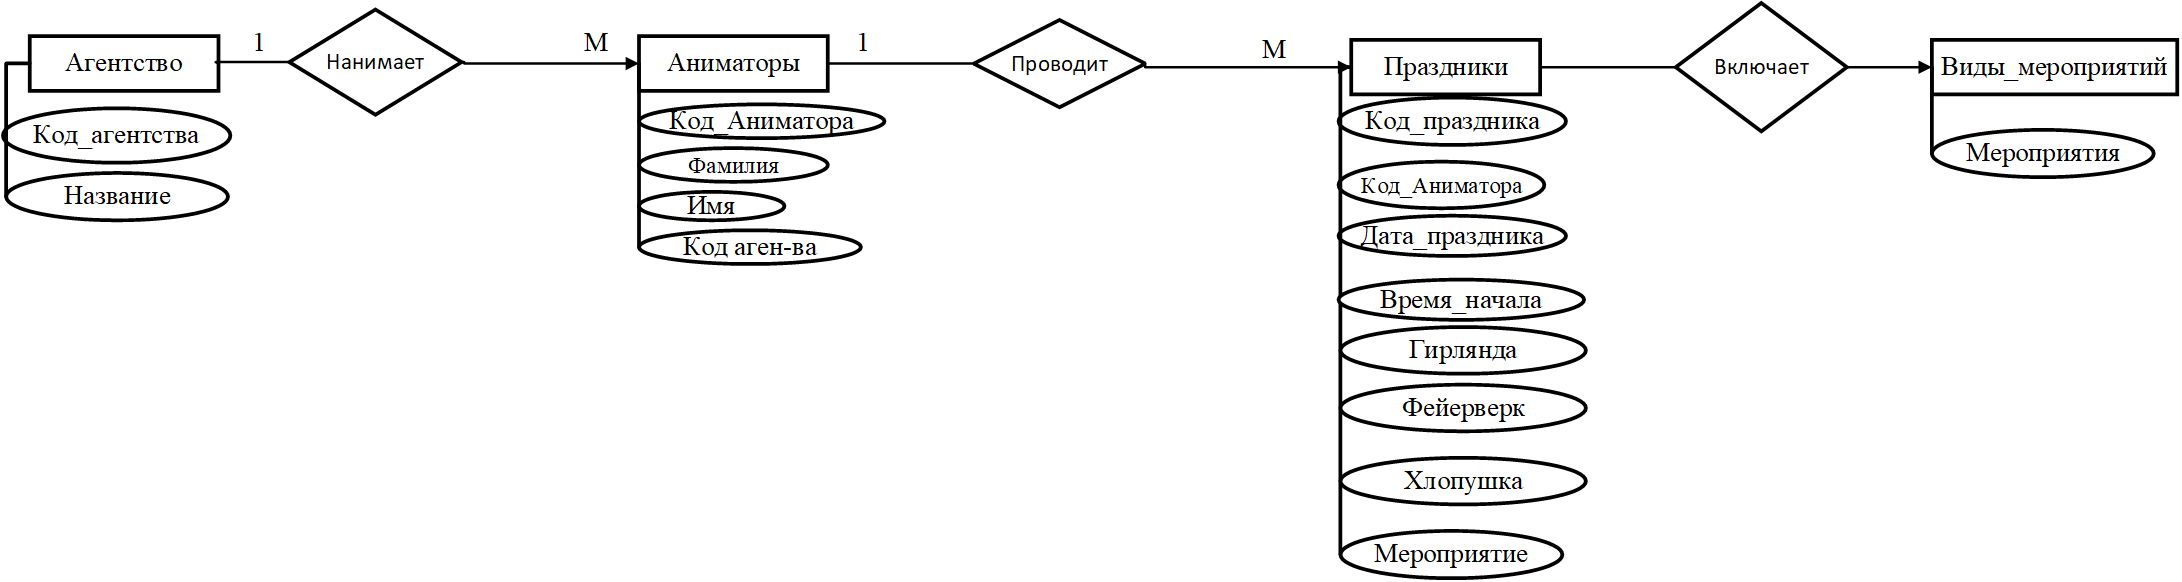 Агентство
1
Нанимает
М
Аниматоры
1
Проводит
М
Праздники
Включает
Виды_мероприятий
Код_агентства
Название
Код_Аниматора
Фамилия
Имя
Код аген-ва
Код_праздника
Код_Аниматора
Дата_праздника
Время_начала
Гирлянда
Фейерверк
Хлопушка
Мероприятие
Мероприятия